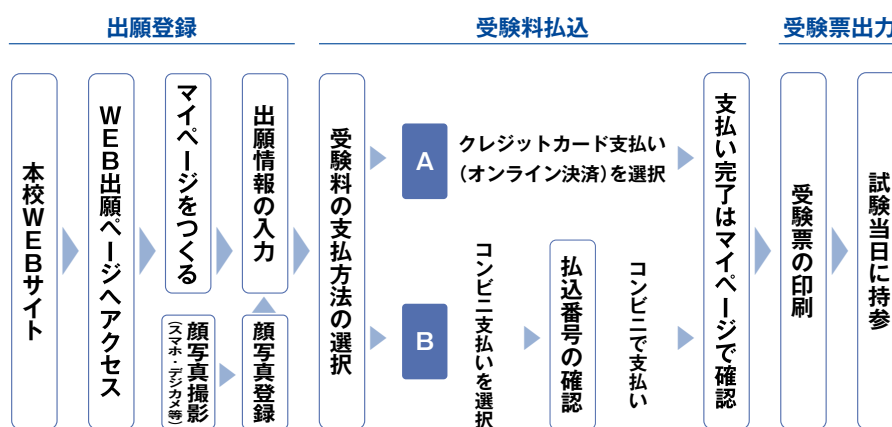 出願登録
受験料払込
受験票出力
本校WEBサイト
WEB出願ページへアクセス
マイページをつくる
顔写真撮影
(スマホ・デジカメ等)
出願情報の入力
顔写真登録
受験料の支払方法の選択
A
クレジットカード支払い
(オンライン決済)を選択
B
コンビニ支払いを選択
払込番号の確認
コンビニで支払い
支払い完了はマイページで確認
受験票の印刷
試験当日に持参